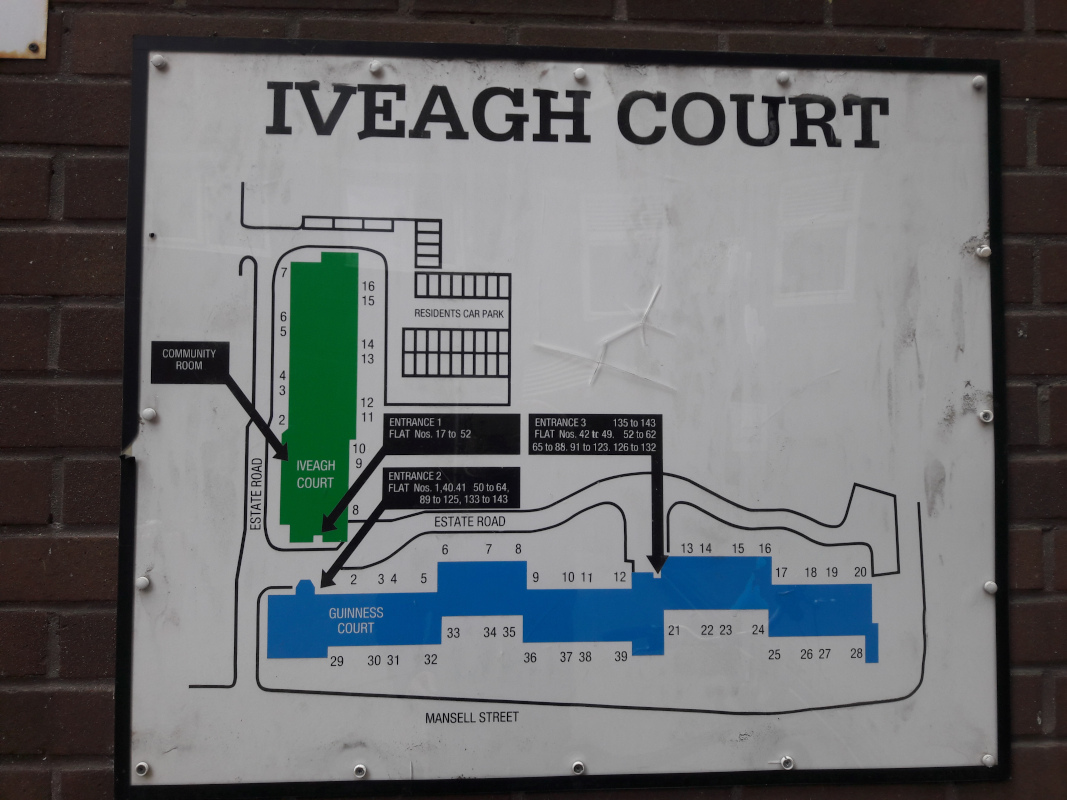 IVEAGH COURT
7
16
15
RESIDENTS CAR PARK
6
5
14
13
COMMUNITY
ROOM
4
3
12
11
2
ENTRANCE 1
FLAT Nos. 17 to 52
ENTRANCE 3 135 to 143
FLAT Nos. 42 to 49. 52 to 62
65 to 88. 91 to 123. 126 to 132
10
9
IVEAGH
COURT
ENTRANCE 2
FLAT Nos. 1,40.41 50 to 64,
89 to 125, 133 to 143
ESTATE ROAD
8
ESTATE ROAD
6 7 8
13 14 15 16
2 3 4 5
9 10 11 12
17 18 19 20
GUINNESS
COURT
33 34 35
21 22 23 24
29 30 31 32
36 37 38 39
25 26 27 28
MANSELL STREET